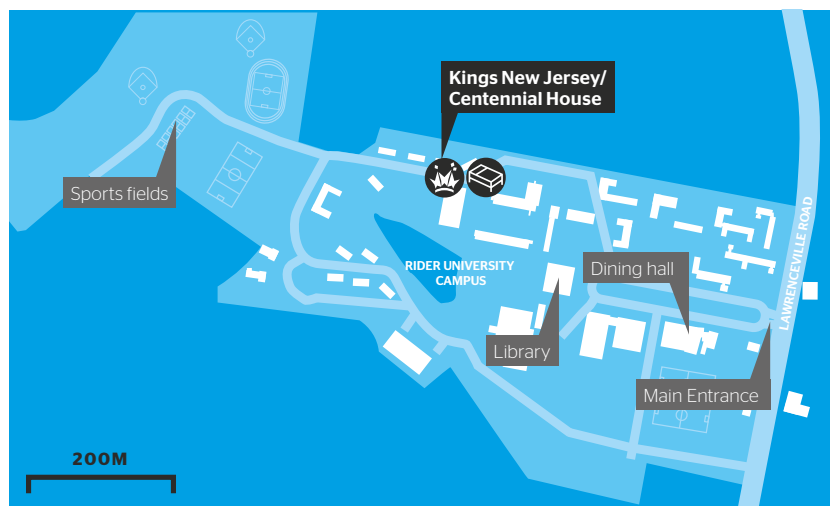 Kings New Jersey/
Centennial House
Sports fields
LAWRENCEVILLE ROAD
RIDER UNIVERSITY
CAMPUS
Dining hall
Library
Main Entrance
200M